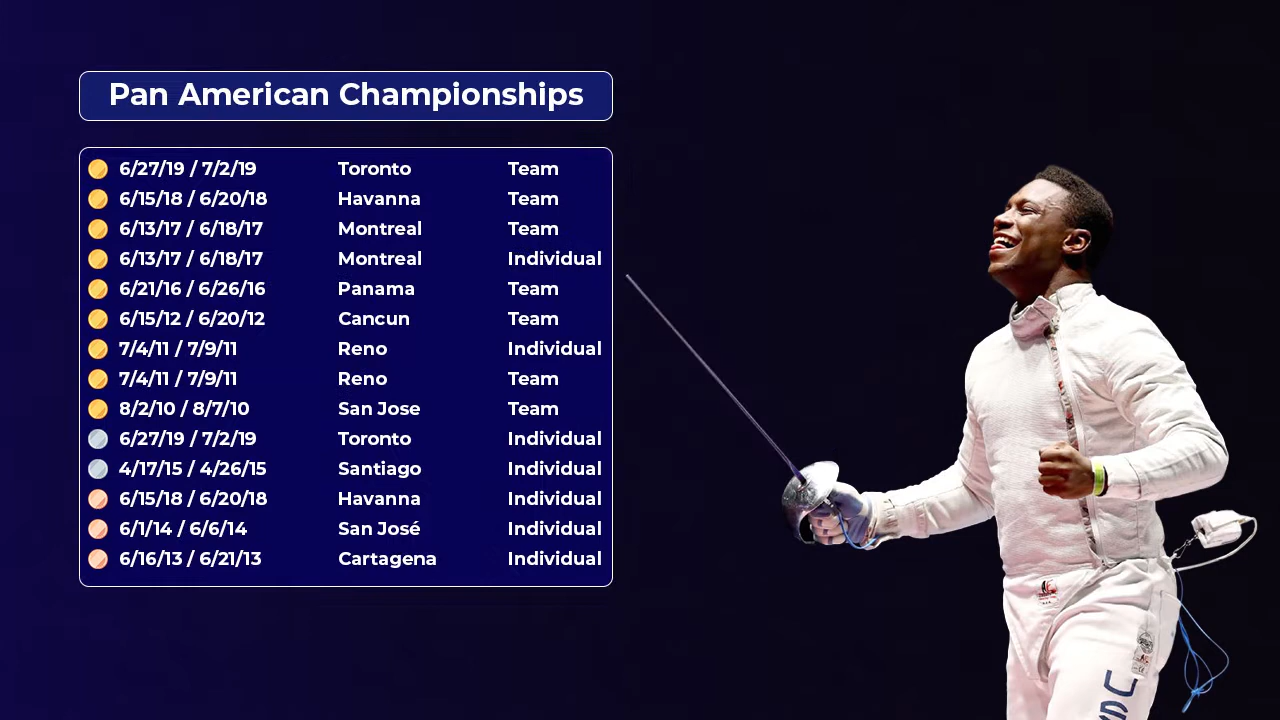 Pan American Championships
6/27/19 / 7/2/19 Toronto Team
6/15/18 / 6/20/18 Havanna Team
6/13/17 / 6/18/17 Montreal Team
6/13/17 / 6/18/17 Montreal Individual
6/21/16 / 6/26/16 Panama Team
6/15/12 / 6/20/12 Cancun Team
7/4/11 / 7/9/11 Reno Individual
7/4/11 / 7/9/11 Reno Team
8/2/10 / 8/7/10 San Jose Team
6/27/19 / 7/2/19 Toronto Individual
4/17/15 / 4/26/15 Santiago Individual
6/15/18 / 6/20/18 Havanna Individual
6/1/14 / 6/6/14 San José Individual
6/16/13 / 6/21/13 Cartagena Individual
US